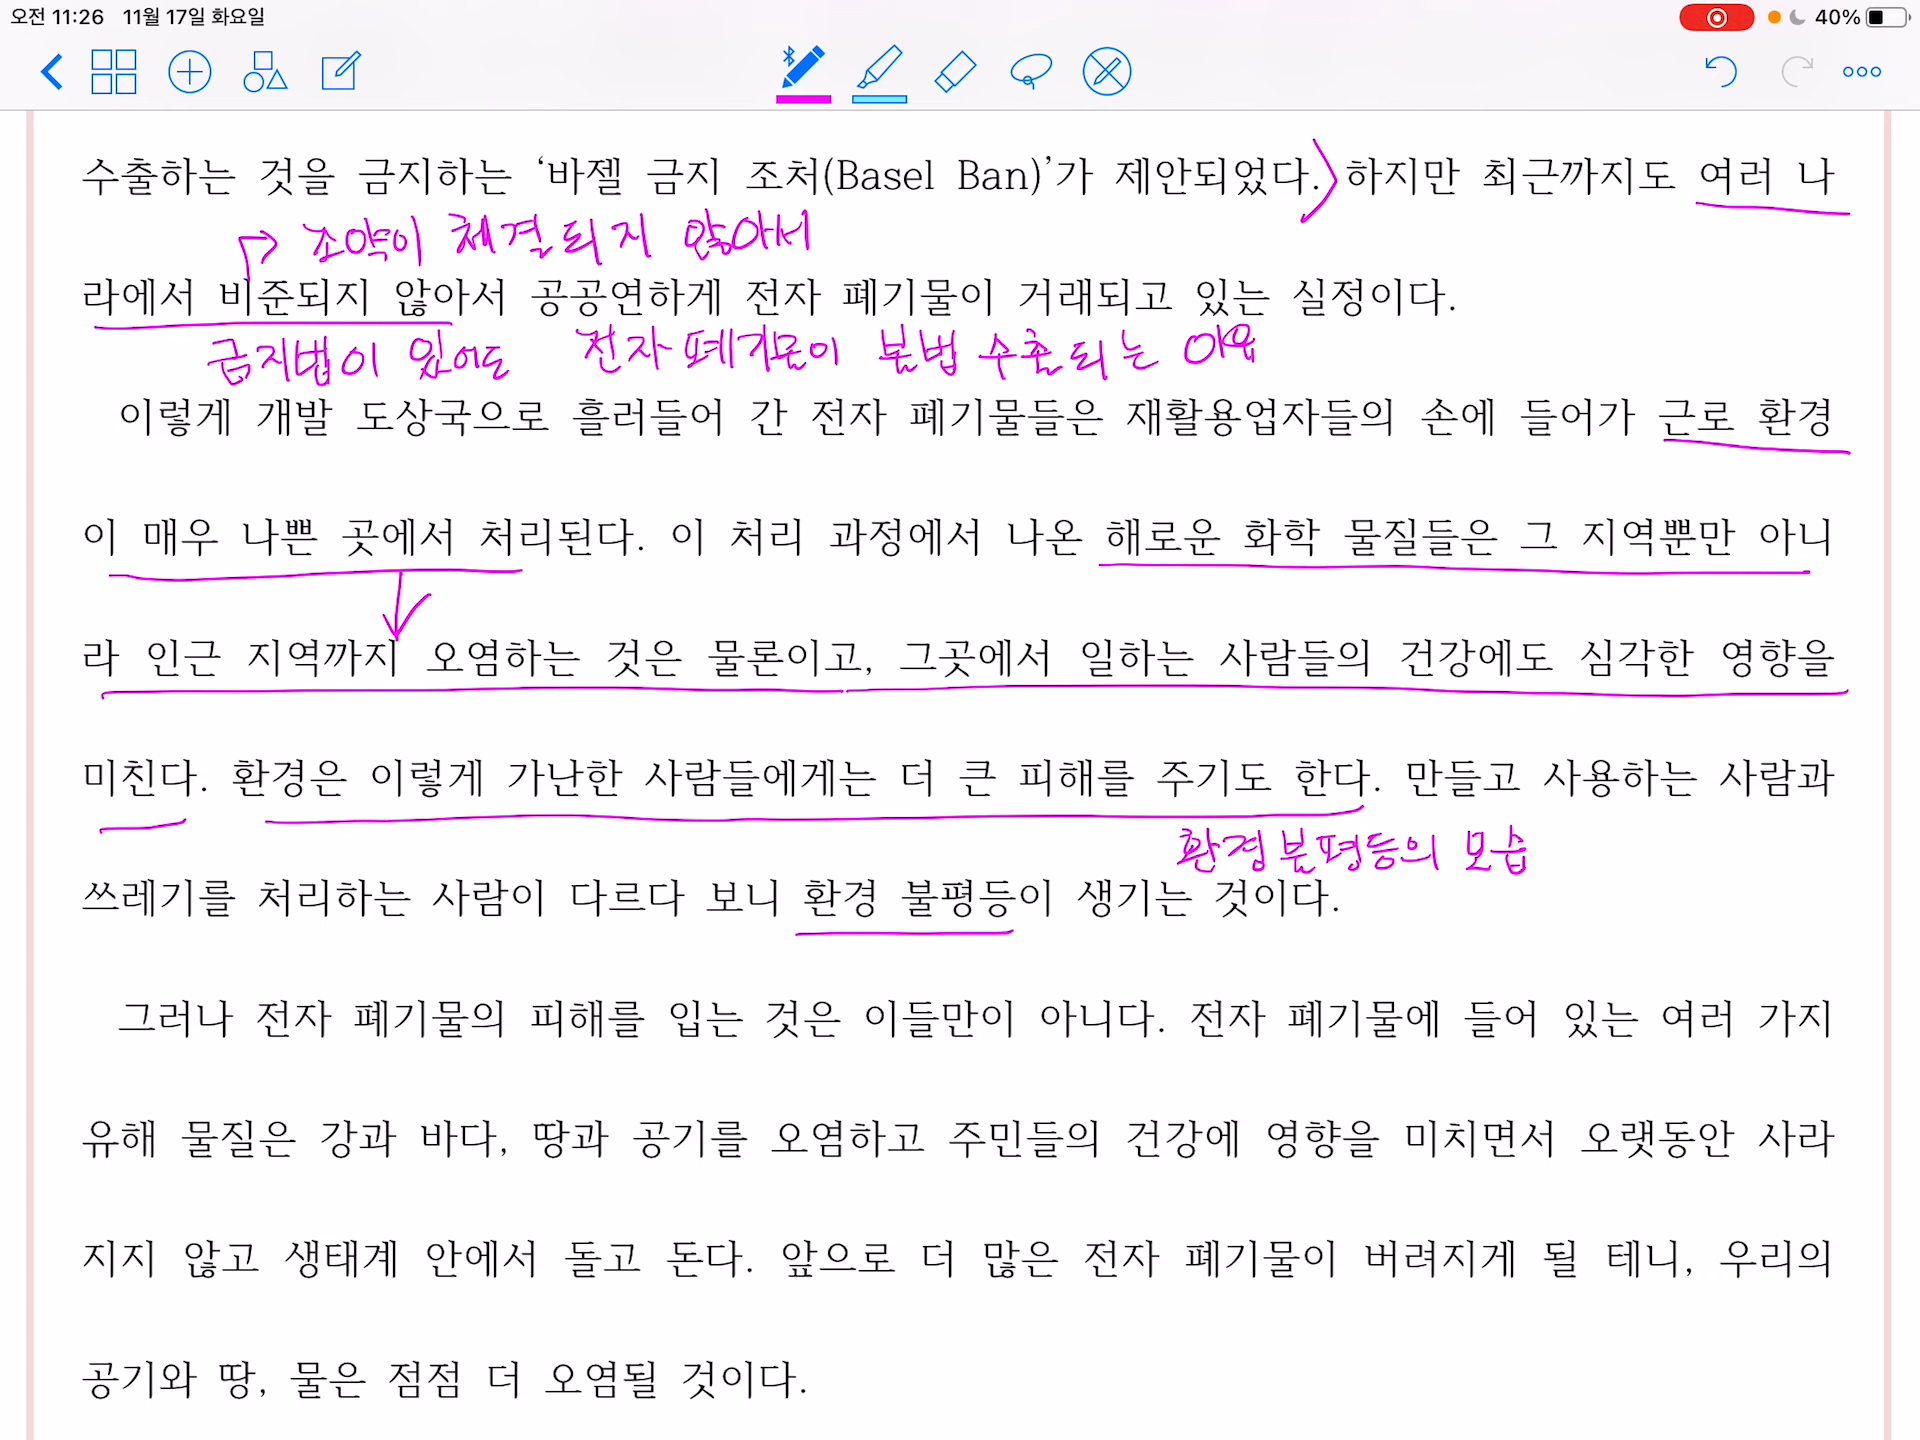 오전 11:26 11월 17일 화요일 40%
수출하는 것을 금지하는 ‘바젤 금지 조처(Basel Ban)’가 제안되었다. 하지만 최근까지도 여러 나
조약이 체결되지 않아서
라에서 비준되지 않아서 공공연하게 전자 폐기물이 거래되고 있는 실정이다.
금지법이 있어도 전자 폐기물이 불법 수출되는 이유
이렇게 개발 도상국으로 흘러들어 간 전자 폐기물들은 재활용업자들의 손에 들어가 근로 환경
이 매우 나쁜 곳에서 처리된다. 이 처리 과정에서 나온 해로운 화학 물질들은 그 지역뿐만 아니
라 인근 지역까지 오염하는 것은 물론이고, 그곳에서 일하는 사람들의 건강에도 심각한 영향을
미친다. 환경은 이렇게 가난한 사람들에게는 더 큰 피해를 주기도 한다. 만들고 사용하는 사람과
환경 불평등의 모습
쓰레기를 처리하는 사람이 다르다 보니 환경 불평등이 생기는 것이다.
그러나 전자 폐기물의 피해를 입는 것은 이들만이 아니다. 전자 폐기물에 들어 있는 여러 가지
유해 물질은 강과 바다, 땅과 공기를 오염하고 주민들의 건강에 영향을 미치면서 오랫동안 사라
지지 않고 생태계 안에서 돌고 돈다. 앞으로 더 많은 전자 폐기물이 버려지게 될 테니, 우리의
공기와 땅, 물은 점점 더 오염될 것이다.